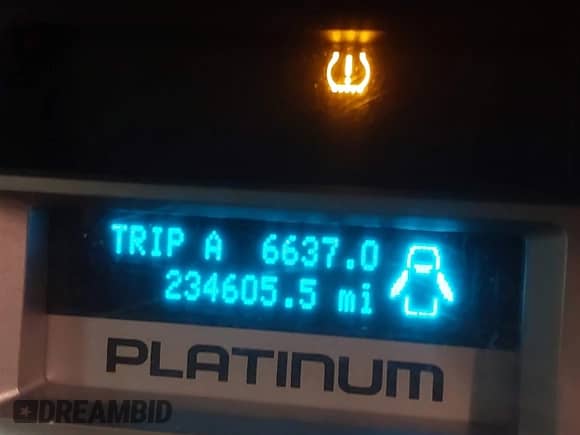 TRIP A 6637.0
234605.5 mi
PLATINUM
DREAMBID